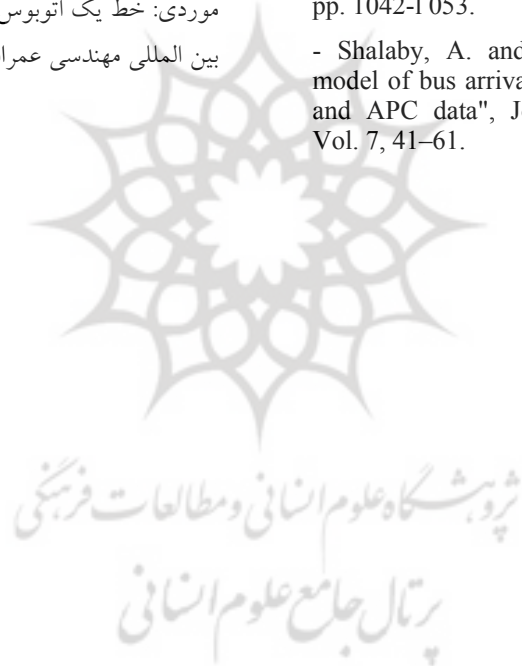 موردی: خط یک اتوبوس
بین المللی مهندسی عمرا
pp. 1042-l 053.
- Shalaby, A. and
model of bus arriva
and APC data", Jo
Vol. 7, 41–61.
پژوهشگاه علوم انسانی و مطالعات فرهنگی
پرتال جامع علوم انسانی